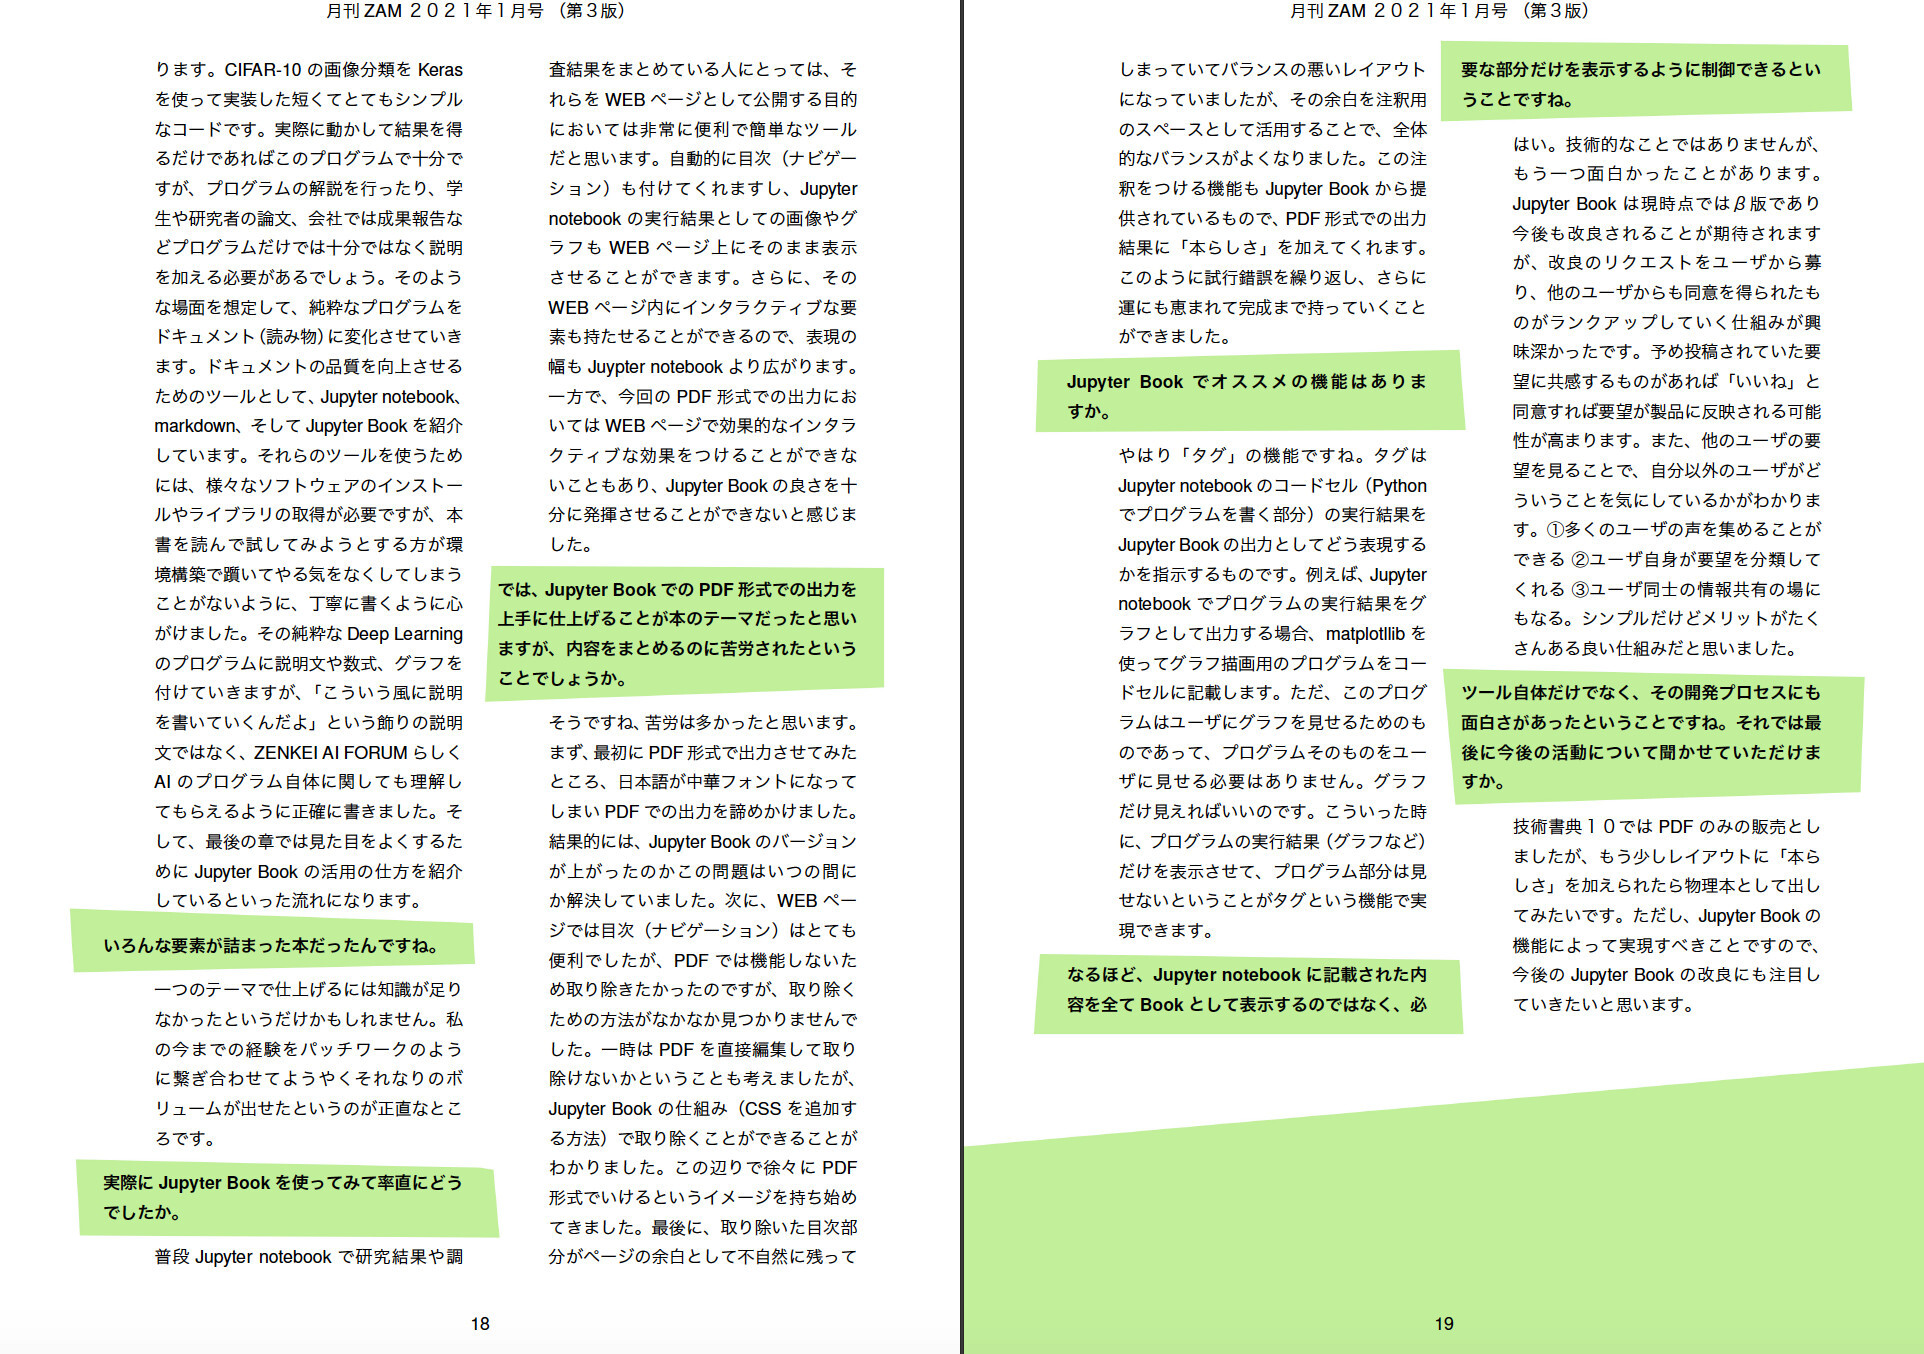 月刊 ZAM ２０２１年１月号 （第３版）
ります。CIFAR-10 の画像分類を Keras
を使って実装した短くてとてもシンプル
なコードです。実際に動かして結果を得
るだけであればこのプログラムで十分で
すが、プログラムの解説を行ったり、学
生や研究者の論文、会社では成果報告な
どプログラムだけでは十分ではなく説明
を加える必要があるでしょう。そのよう
な場面を想定して、純粋なプログラムを
ドキュメント（読み物）に変化させていき
ます。ドキュメントの品質を向上させる
ためのツールとして、Jupyter notebook、
markdown、そして Jupyter Book を紹介
しています。それらのツールを使うため
には、様々なソフトウェアのインストー
ルやライブラリの取得が必要ですが、本
書を読んで試してみようとする方が環
境構築で躓いてやる気をなくしてしまう
ことがないように、丁寧に書くように心
がけました。その純粋な Deep Learning
のプログラムに説明文や数式、グラフを
付けていきますが、「こういう風に説明
を書いていくんだよ」という飾りの説明
文ではなく、ZENKEI AI FORUM らしく
AI のプログラム自体に関しても理解し
てもらえるように正確に書きました。そ
して、最後の章では見た目をよくするた
めに Jupyter Book の活用の仕方を紹介
しているといった流れになります。
いろんな要素が詰まった本だったんですね。
一つのテーマで仕上げるには知識が足り
なかったというだけかもしれません。私
の今までの経験をパッチワークのよう
に繋ぎ合わせてようやくそれなりのボ
リュームが出せたというのが正直なとこ
ろです。
実際に Jupyter Book を使ってみて率直にどう
でしたか。
普段 Jupyter notebook で研究結果や調
査結果をまとめている人にとっては、そ
れらを WEB ページとして公開する目的
においては非常に便利で簡単なツール
だと思います。自動的に目次（ナビゲー
ション）も付けてくれますし、Jupyter
notebook の実行結果としての画像やグ
ラフも WEB ページ上にそのまま表示
させることができます。さらに、その
WEB ページ内にインタラクティブな要
素も持たせることができるので、表現の
幅も Juypter notebook より広がります。
一方で、今回の PDF 形式での出力にお
いては WEB ページで効果的なインタラ
クティブな効果をつけることができな
いこともあり、Jupyter Book の良さを十
分に発揮させることができないと感じま
した。
では、Jupyter Book での PDF 形式での出力を
上手に仕上げることが本のテーマだったと思い
ますが、内容をまとめるのに苦労されたという
ことでしょうか。
そうですね、苦労は多かったと思います。
まず、最初に PDF 形式で出力させてみた
ところ、日本語が中華フォントになって
しまい PDF での出力を諦めかけました。
結果的には、Jupyter Book のバージョン
が上がったのかこの問題はいつの間に
か解決していました。次に、WEB ペー
ジでは目次（ナビゲーション）はとても
便利でしたが、PDF では機能しないた
め取り除きたかったのですが、取り除く
ための方法がなかなか見つかりませんで
した。一時は PDF を直接編集して取り
除けないかということも考えましたが、
Jupyter Book の仕組み（CSS を追加す
る方法）で取り除くことができることが
わかりました。この辺りで徐々に PDF
形式でいけるというイメージを持ち始め
てきました。最後に、取り除いた目次部
分がページの余白として不自然に残って
18
月刊 ZAM ２０２１年１月号 （第３版）
しまっていてバランスの悪いレイアウト
になっていましたが、その余白を注釈用
のスペースとして活用することで、全体
的なバランスがよくなりました。この注
釈をつける機能も Jupyter Book から提
供されているもので、PDF 形式での出力
結果に「本らしさ」を加えてくれます。
このように試行錯誤を繰り返し、さらに
運にも恵まれて完成まで持っていくこと
ができました。
Jupyter Book でオススメの機能はありま
すか。
やはり「タグ」の機能ですね。タグは
Jupyter notebook のコードセル（Python
でプログラムを書く部分）の実行結果を
Jupyter Book の出力としてどう表現する
かを指示するものです。例えば、Jupyter
notebook でプログラムの実行結果をグ
ラフとして出力する場合、matplotllib を
使ってグラフ描画用のプログラムをコー
ドセルに記載します。ただ、このプログ
ラムはユーザにグラフを見せるためのも
のであって、プログラムそのものをユー
ザに見せる必要はありません。グラフ
だけ見えればいいのです。こういった時
に、プログラムの実行結果（グラフなど）
だけを表示させて、プログラム部分は見
せないということがタグという機能で実
現できます。
なるほど、Jupyter notebook に記載された内
容を全て Book として表示するのではなく、必
要な部分だけを表示するように制御できるとい
うことですね。
はい。技術的なことではありませんが、
もう一つ面白かったことがあります。
Jupyter Book は現時点ではβ版であり
今後も改良されることが期待されます
が、改良のリクエストをユーザから募
り、他のユーザからも同意を得られたも
のがランクアップしていく仕組みが興
味深かったです。予め投稿されていた要
望に共感するものがあれば「いいね」と
同意すれば要望が製品に反映される可能
性が高まります。また、他のユーザの要
望を見ることで、自分以外のユーザがど
ういうことを気にしているかがわかりま
す。①多くのユーザの声を集めることが
できる ②ユーザ自身が要望を分類して
くれる ③ユーザ同士の情報共有の場に
もなる。シンプルだけどメリットがたく
さんある良い仕組みだと思いました。
ツール自体だけでなく、その開発プロセスにも
面白さがあったということですね。それでは最
後に今後の活動について聞かせていただけま
すか。
技術書典１０では PDF のみの販売とし
ましたが、もう少しレイアウトに「本ら
しさ」を加えられたら物理本として出し
てみたいです。ただし、Jupyter Book の
機能によって実現すべきことですので、
今後の Jupyter Book の改良にも注目し
ていきたいと思います。
19